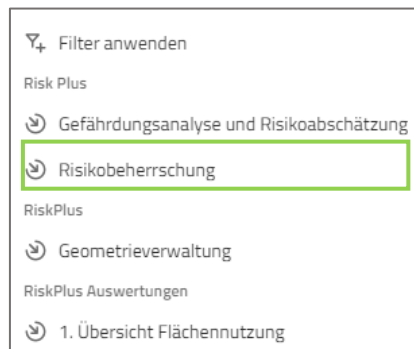 Filter anwenden
Risk Plus
Gefährdungsanalyse und Risikoabschätzung
Risikobeherrschung
RiskPlus
Geometrieverwaltung
RiskPlus Auswertungen
1. Übersicht Flächennutzung